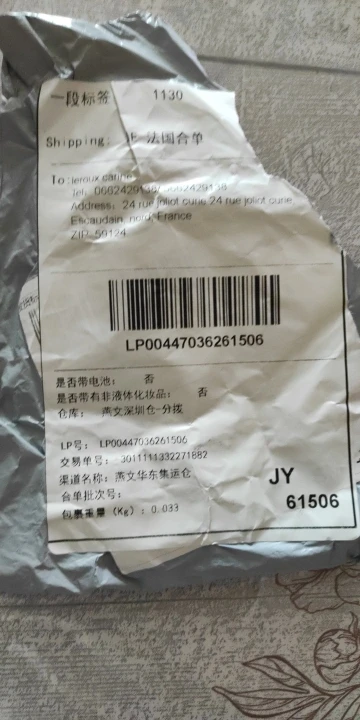 一段标签 1130
Shipping: 法国合单
To: leroux carine
Tel: 0662429138/ 0662429138
Address: 24 rue joliot curie 24 rue joliot curie
Escaudain, nord, France
ZIP: 59124
LP00447036261506
是否带电池： 否
是否带有非液体化妆品： 否
仓库： 燕文深圳仓-分拨
LP号： LP00447036261506
交易单号： 3011111332271882
渠道名称：燕文华东集运仓
合单批次号：
包裹重量 (Kg)：0.033
JY
61506